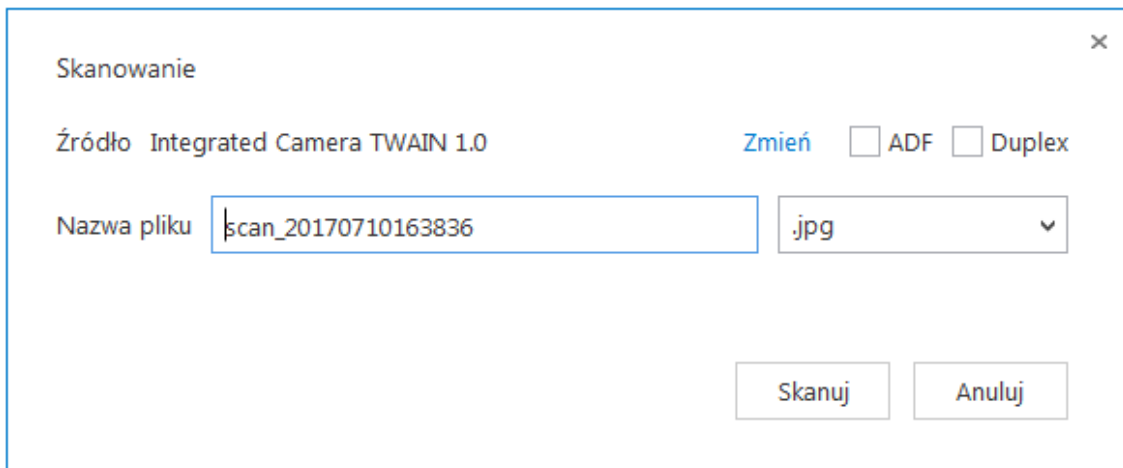 Skanowanie
Źródło Integrated Camera TWAIN 1.0 Zmień ADF Duplex
Nazwa pliku scan_20170710163836 .jpg
Skanuj Anuluj